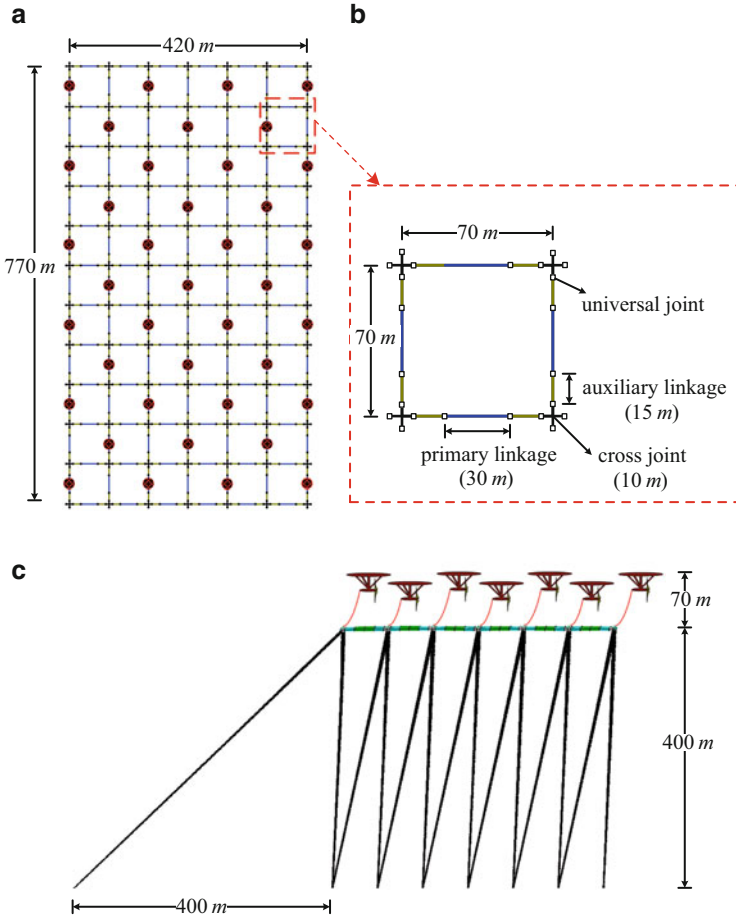 a
420 m
770 m
b
70 m
70 m
universal joint
auxiliary linkage
(15 m)
primary linkage
(30 m)
cross joint
(10 m)
c
70 m
400 m
400 m